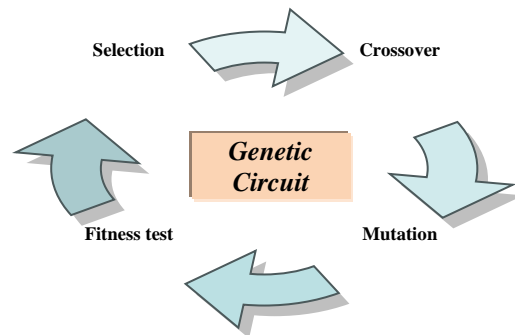 Selection
Crossover
Genetic
Circuit
Fitness test
Mutation